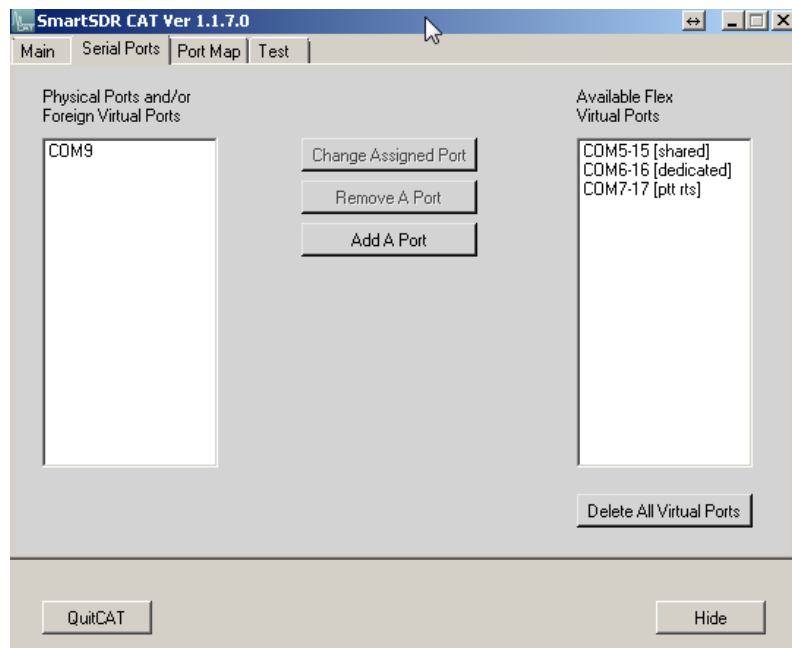 SmartSDR CAT Ver 1.1.7.0
Main Serial Ports Port Map Test
Physical Ports and/or
Foreign Virtual Ports
COM9
Change Assigned Port
Remove A Port
Add A Port
Available Flex
Virtual Ports
COM5-15 [shared]
COM6-16 [dedicated]
COM7-17 [ptt rts]
Delete All Virtual Ports
QuitCAT
Hide